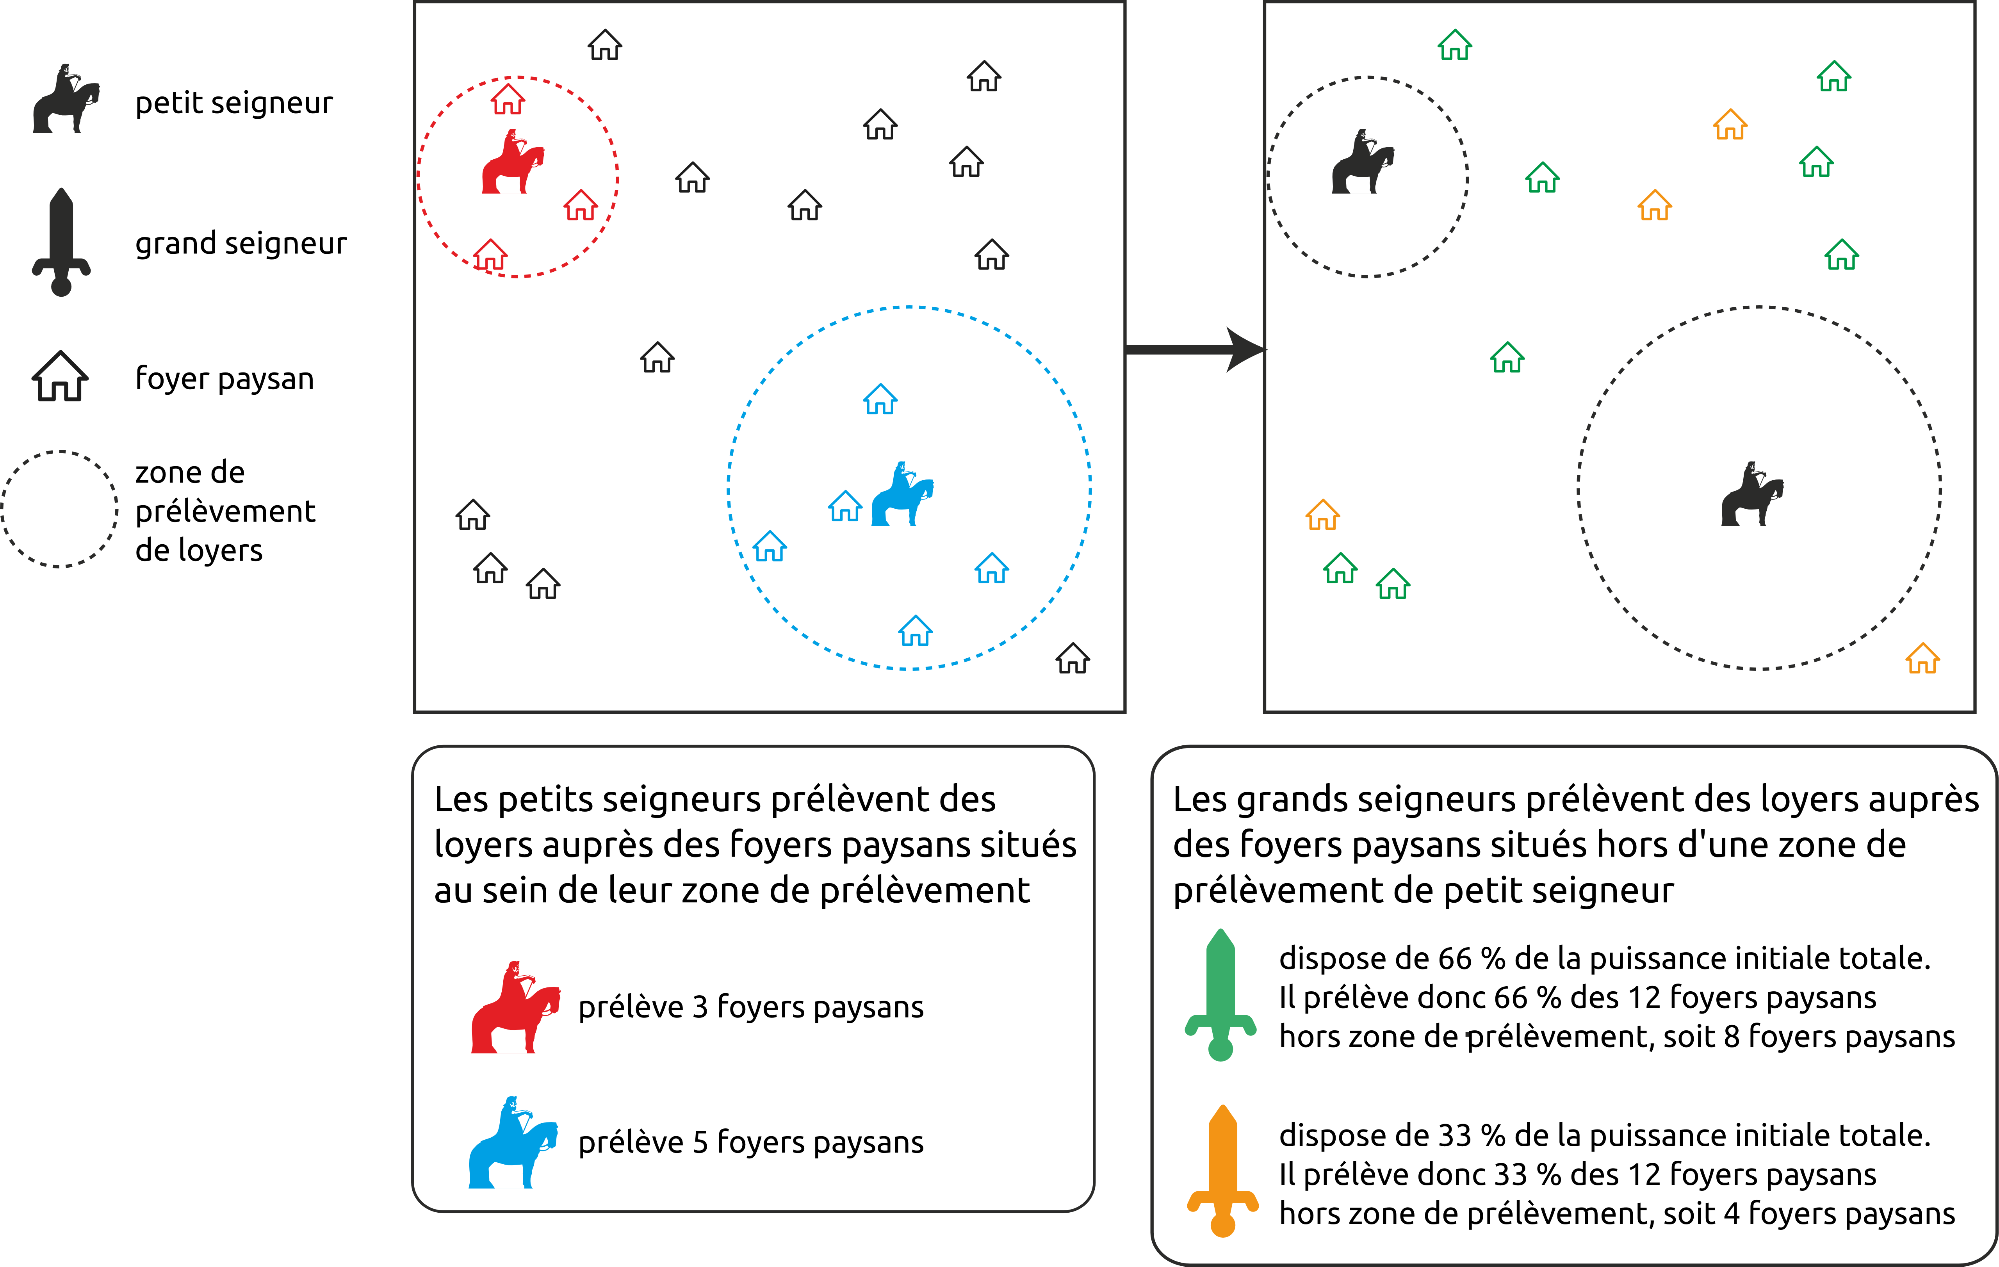 petit seigneur
grand seigneur
foyer paysan
zone de
prélèvement
de loyers
Les petits seigneurs prélèvent des
loyers auprès des foyers paysans situés
au sein de leur zone de prélèvement
prélève 3 foyers paysans
prélève 5 foyers paysans
Les grands seigneurs prélèvent des loyers auprès
des foyers paysans situés hors d'une zone de
prélèvement de petit seigneur
dispose de 66 % de la puissance initiale totale.
Il prélève donc 66 % des 12 foyers paysans
hors zone de prélèvement, soit 8 foyers paysans
dispose de 33 % de la puissance initiale totale.
Il prélève donc 33 % des 12 foyers paysans
hors zone de prélèvement, soit 4 foyers paysans